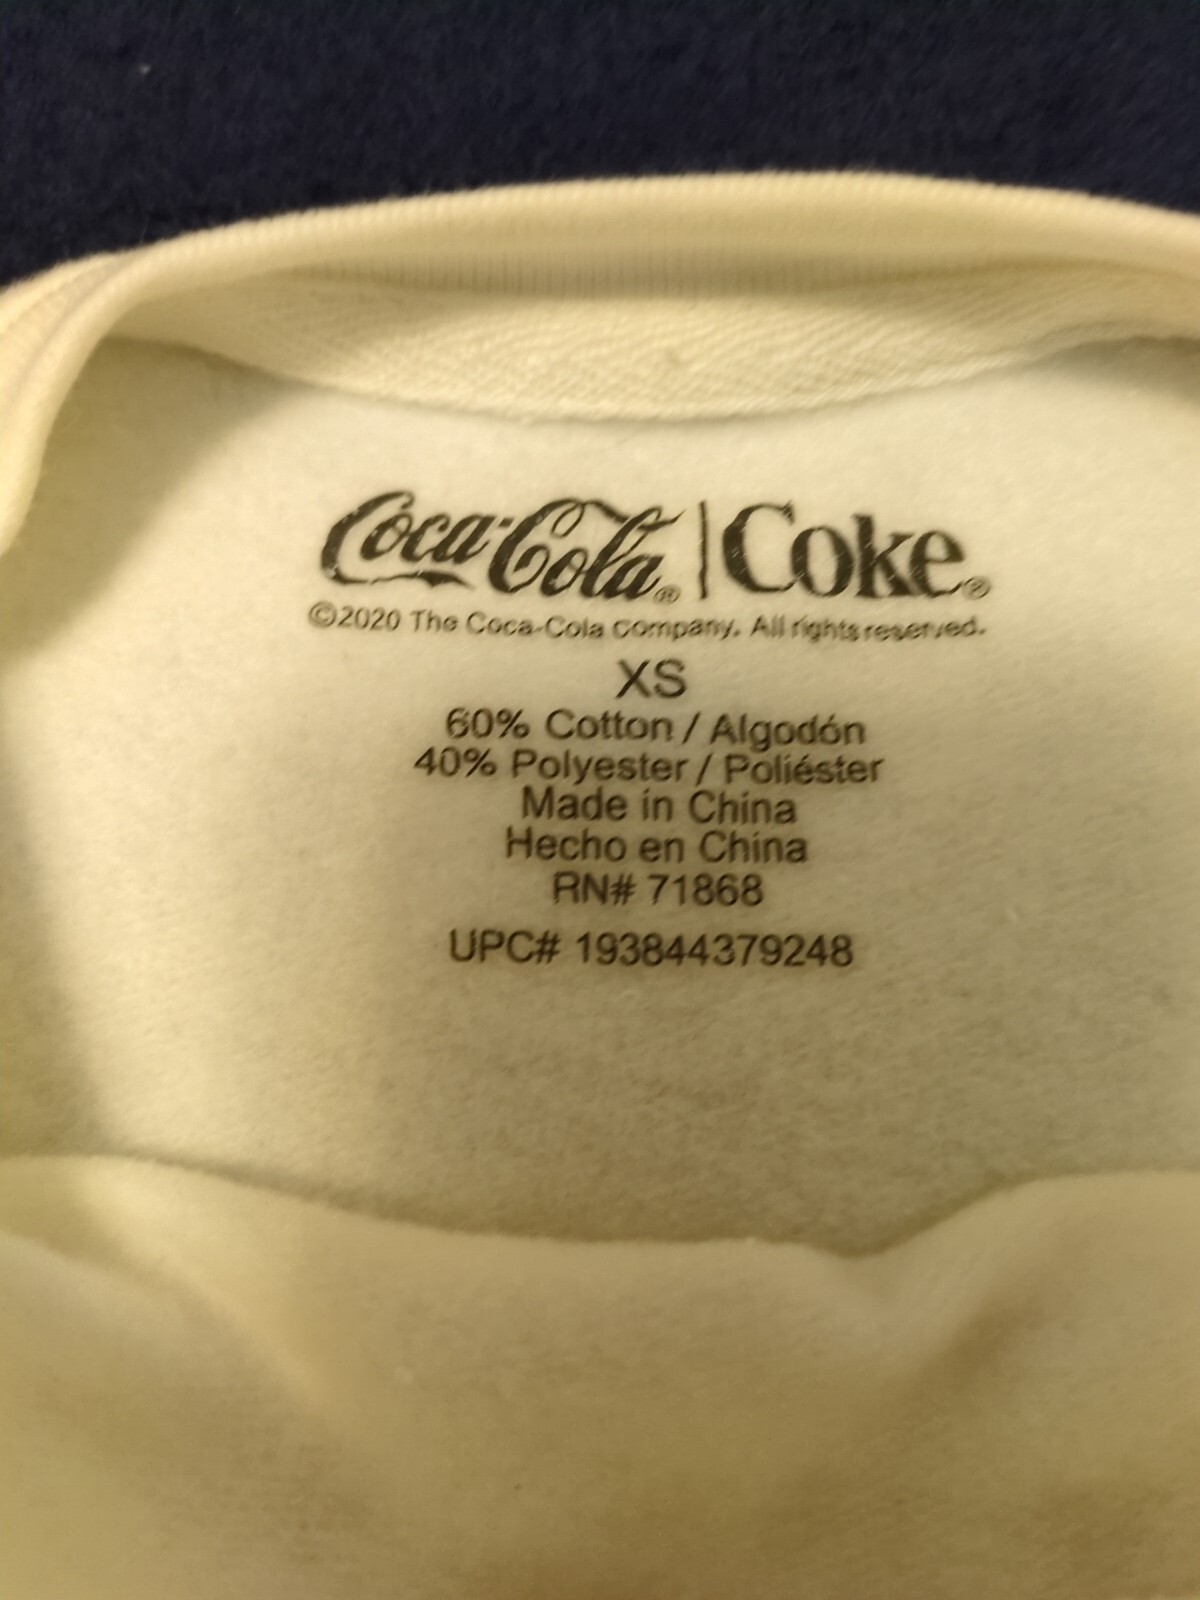 Coca-Cola® | Coke®
©2020 The Coca-Cola Company. All rights reserved.
XS
60% Cotton / Algodón
40% Polyester / Poliéster
Made in China
Hecho en China
RN# 71868
UPC# 193844379248